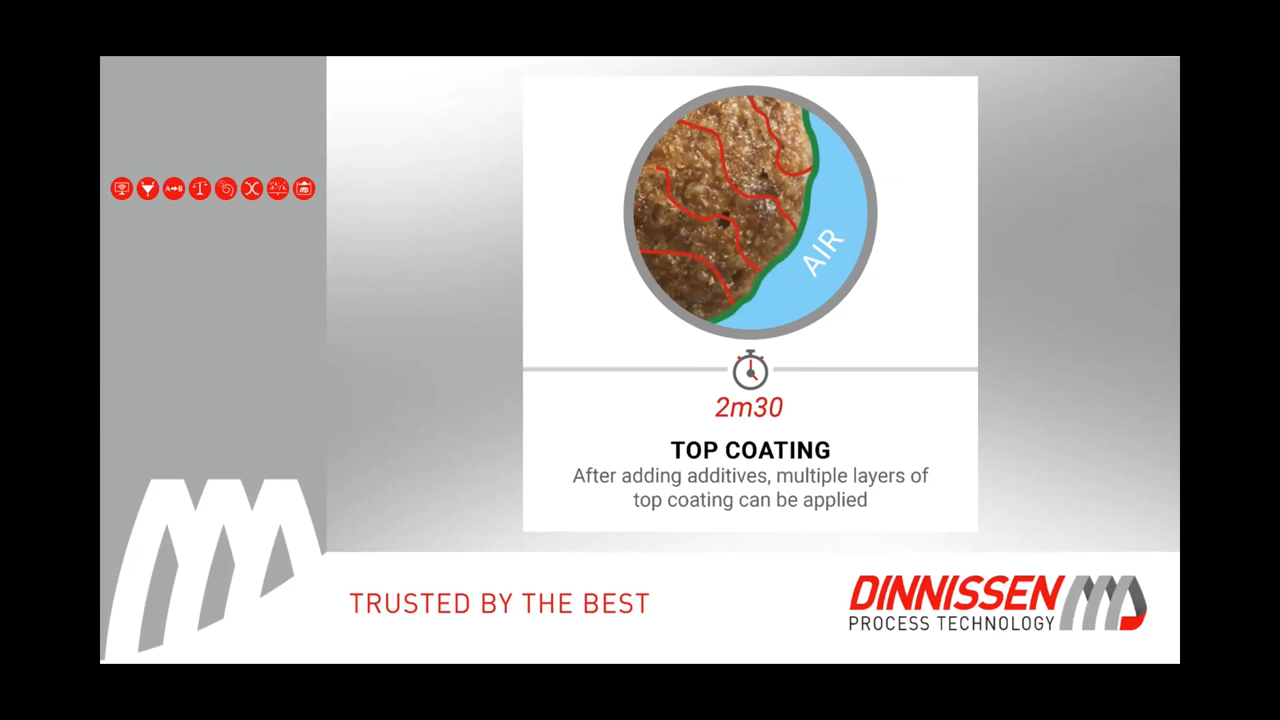 A B
AIR
2m30
TOP COATING
After adding additives, multiple layers of
top coating can be applied
TRUSTED BY THE BEST
DINNISSEN
PROCESS TECHNOLOGY